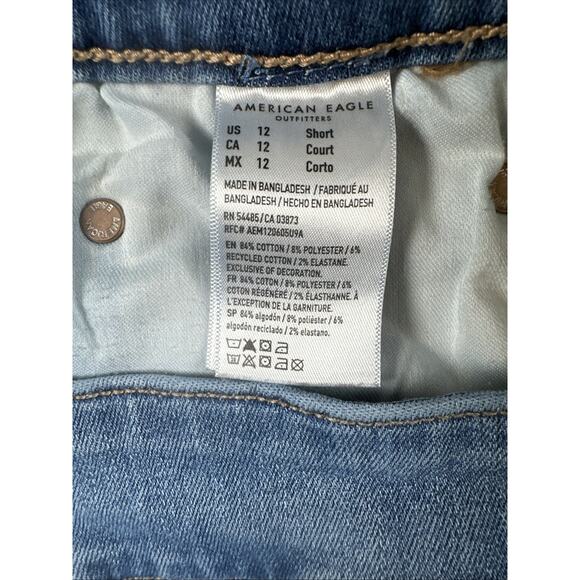 AMERICAN EAGLE
OUTFITTERS
US 12 Short
CA 12 Court
MX 12 Corto
MADE IN BANGLADESH / FABRIQUÉ AU
BANGLADESH / HECHO EN BANGLADESH
RN 54485/CA 03873
RFC# AEM120605U9A
EN 84% COTTON / 8% POLYESTER / 6%
RECYCLED COTTON / 2% ELASTANE.
EXCLUSIVE OF DECORATION.
FR 84% COTON / 8% POLYESTER / 6%
COTON RÉGÉNÉRÉ / 2% ÉLASTHANNE. À
L'EXCEPTION DE LA GARNITURE.
SP 84% algodón / 8% poliéster / 6%
algodón reciclado / 2% elastano.
AMERICAN EAGLE